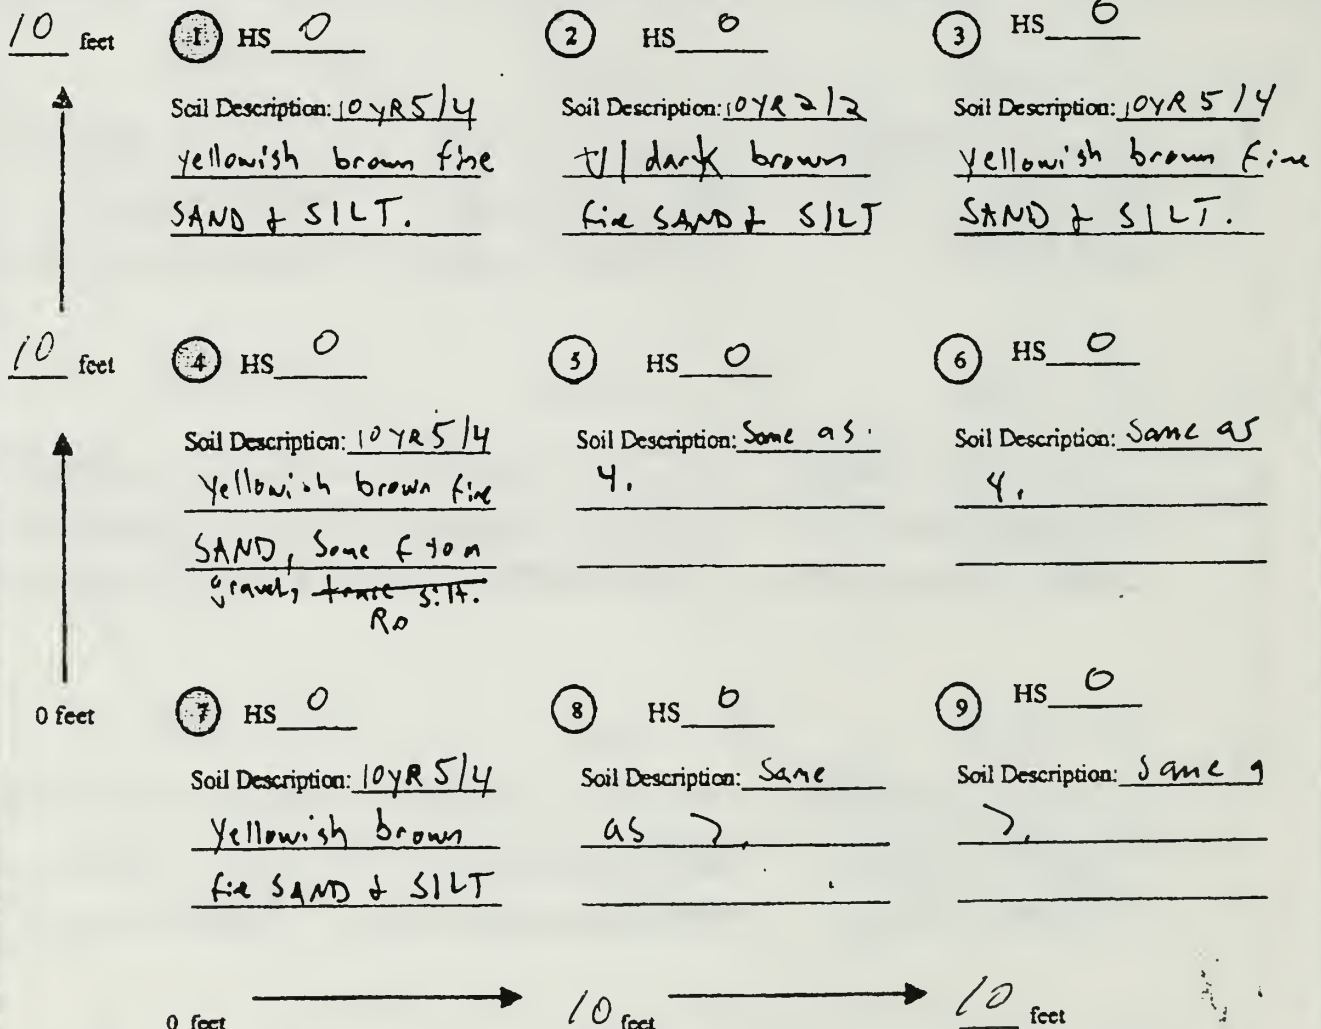 10 feet
1 HS 0
2 HS 0
3 HS 0
Soil Description: 10YR 5/4
yellowish brown fine
SAND & SILT.
Soil Description: 10YR 2/2
dark brown
fine SAND & SILT
Soil Description: 10YR 5/4
yellowish brown fine
SAND & SILT.
10 feet
4 HS 0
5 HS 0
6 HS 0
Soil Description: 10YR 5/4
Yellowish brown fine
SAND, Some f to m
gravel, trace silt.
Soil Description: Same as
4.
Soil Description: Same as
4.
0 feet
7 HS 0
8 HS 0
9 HS 0
Soil Description: 10YR 5/4
Yellowish brown
fine SAND & SILT
Soil Description: Same
as 7.
Soil Description: Same
7.
0 feet
10 feet
10 feet